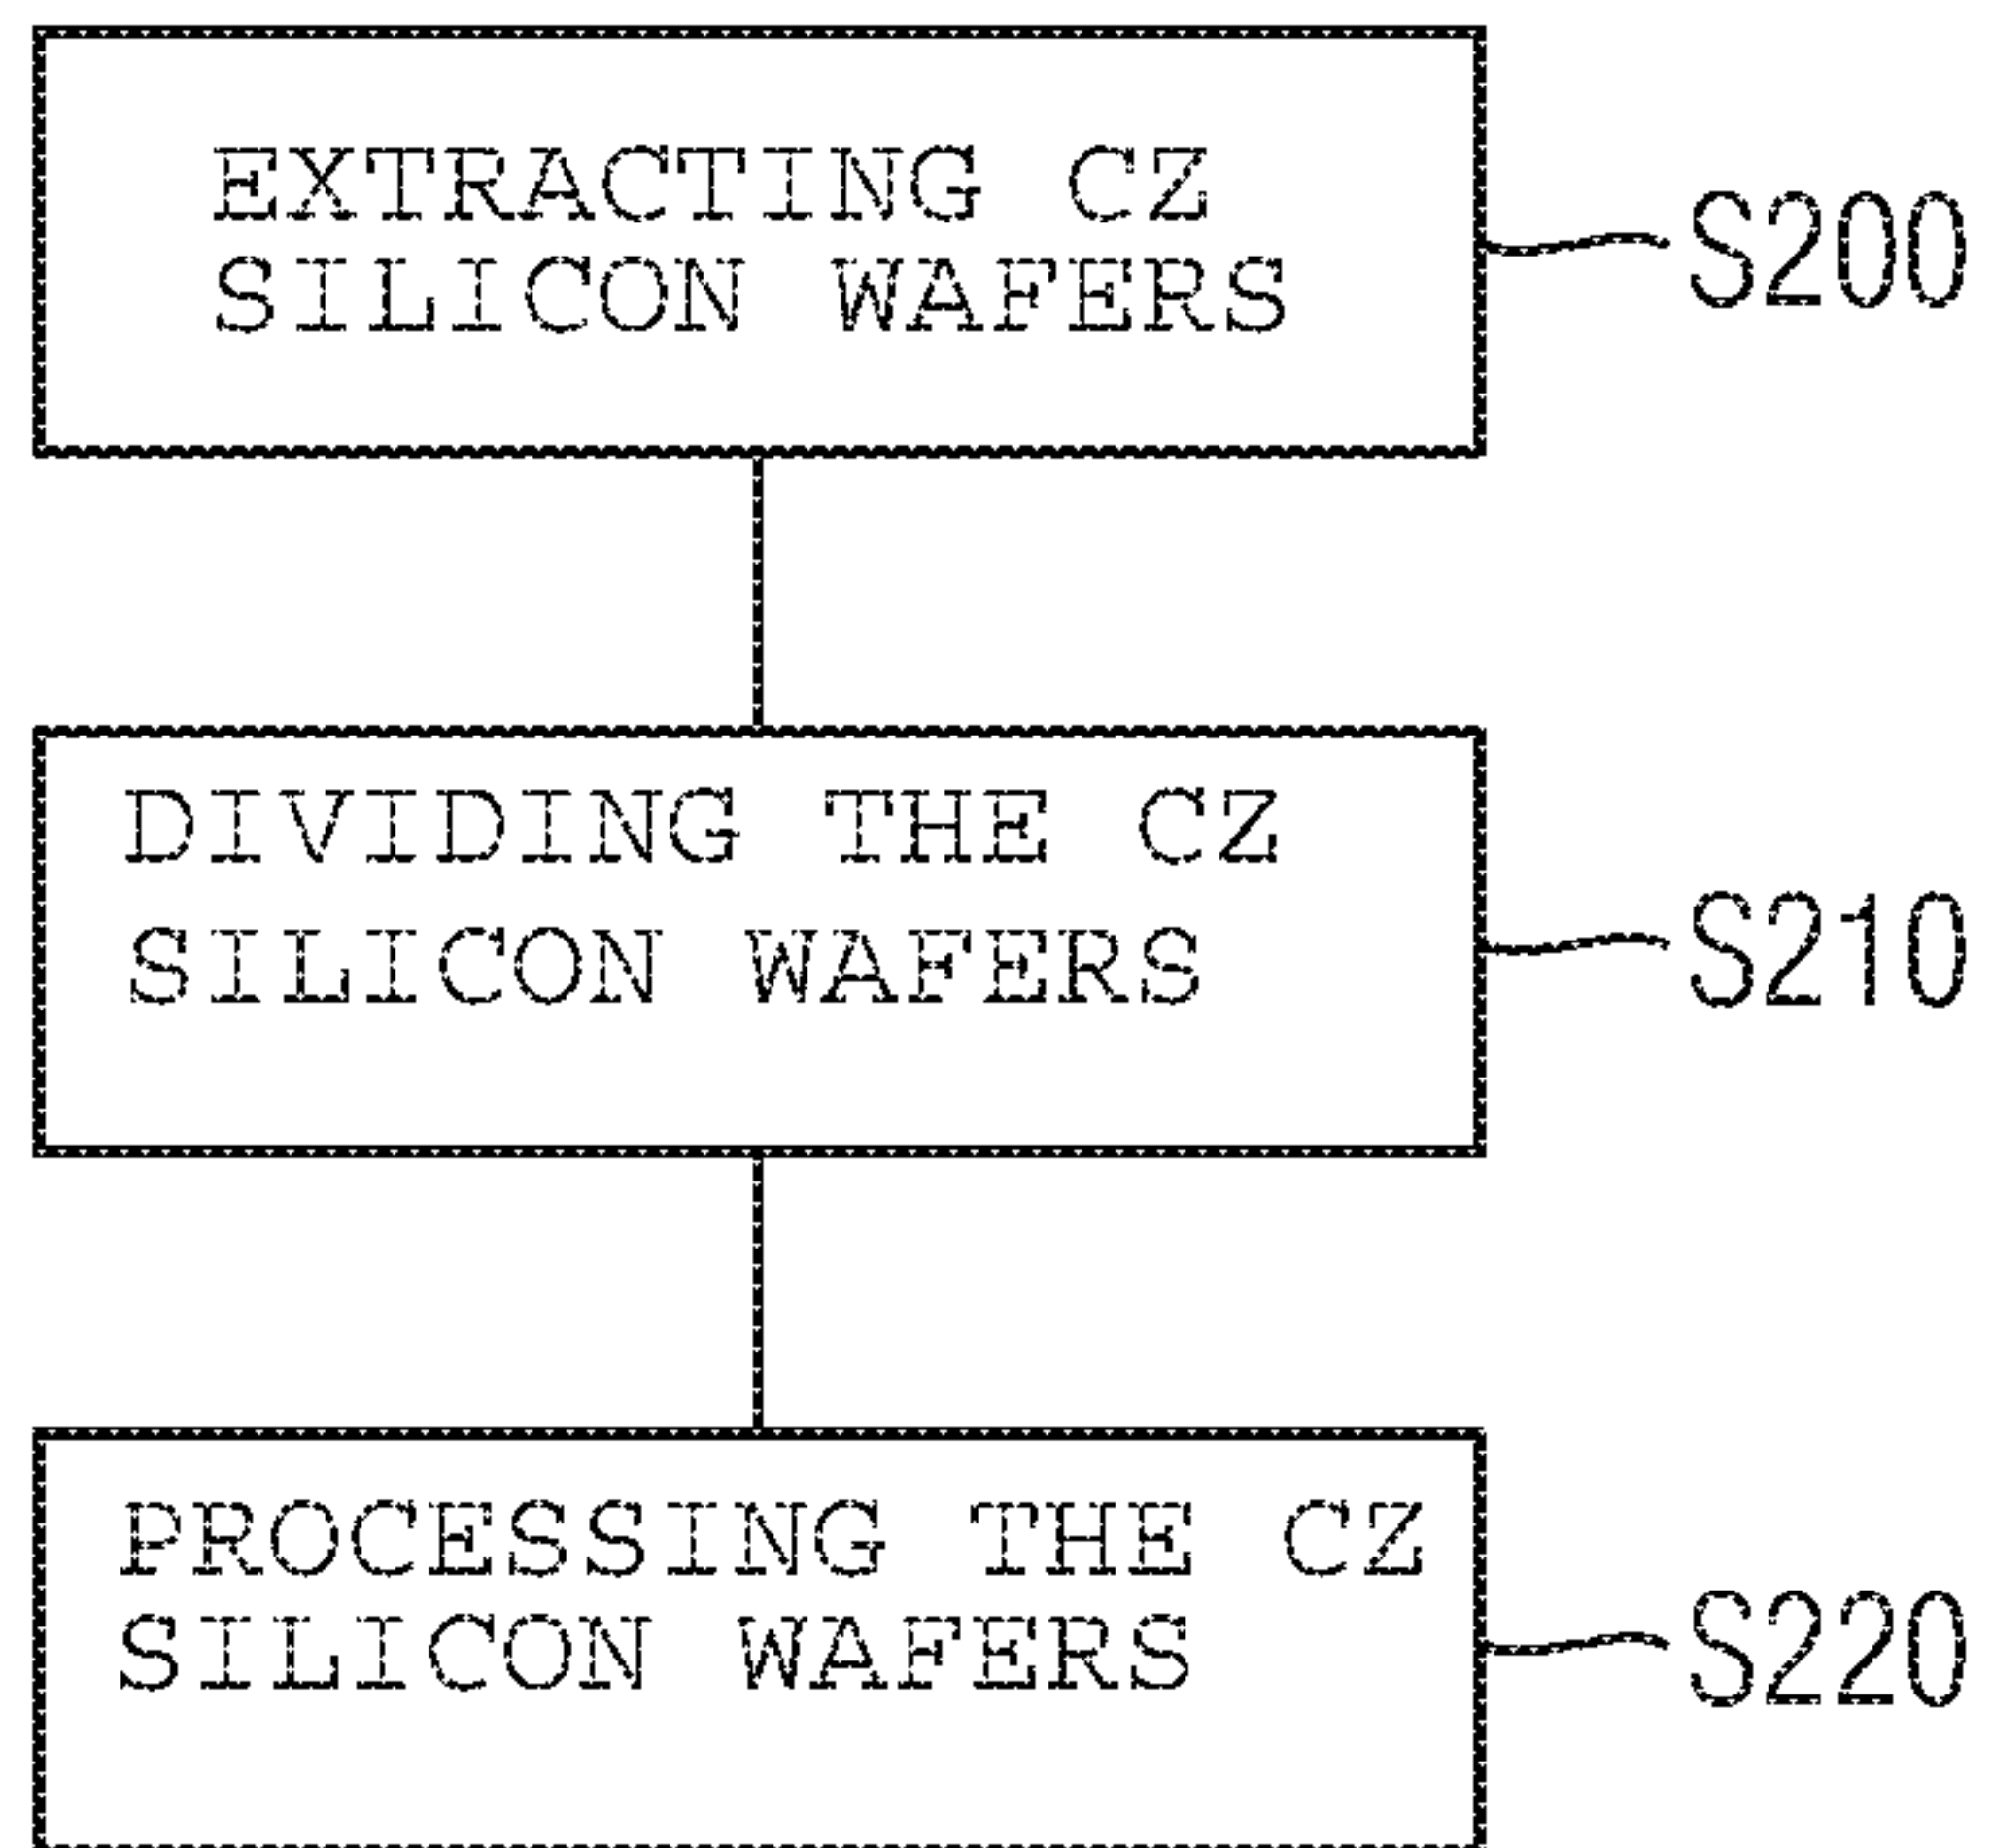 EXTRACTING CZ
SILICON WAFERS
S200
DIVIDING THE CZ
SILICON WAFERS
S210
PROCESSING THE CZ
SILICON WAFERS
S220